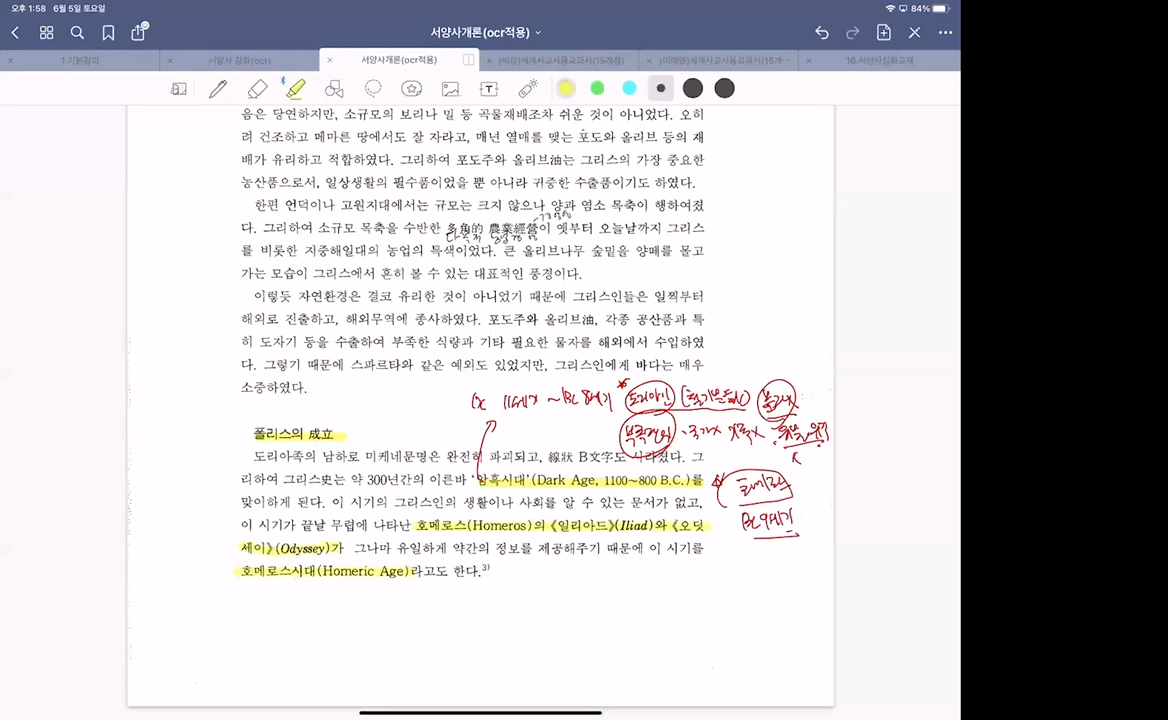 오후 1:58 6월 5일 토요일 84%
서양사개론(ocr적용)
서양사 강좌(ocr) 서양사개론(ocr적용) 16.서양사심화교재
음은 당연하지만, 소규모의 보리나 밀 등 곡물재배조차 쉬운 것이 아니었다. 오히
려 건조하고 메마른 땅에서도 잘 자라고, 매년 열매를 맺는 포도와 올리브 등의 재
배가 유리하고 적합하였다. 그리하여 포도주와 올리브油는 그리스의 가장 중요한
농산품으로서, 일상생활의 필수품이었을 뿐 아니라 귀중한 수출품이기도 하였다.
한편 언덕이나 고원지대에서는 규모는 크지 않으나 양과 염소 목축이 행하여졌
다. 그리하여 소규모 목축을 수반한 多角的 農業經營이 옛부터 오늘날까지 그리스
를 비롯한 지중해일대의 농업의 특색이었다. 큰 올리브나무 숲밑을 양떼를 몰고
가는 모습이 그리스에서 흔히 볼 수 있는 대표적인 풍경이다.
이렇듯 자연환경은 결코 유리한 것이 아니었기 때문에 그리스인들은 일찍부터
해외로 진출하고, 해외무역에 종사하였다. 포도주와 올리브油, 각종 공산품과 특
히 도자기 등을 수출하여 부족한 식량과 기타 필요한 물자를 해외에서 수입하였
다. 그렇기 때문에 스파르타와 같은 예외도 있었지만, 그리스인에게 바다는 매우
소중하였다.
11세기 ~ BC 8세기 도리아인
폴리스의 成立
도리아족의 남하로 미케네문명은 완전히 파괴되고, 線狀 B文字도 사라졌다. 그
리하여 그리스史는 약 300년간의 이른바 '암흑시대'(Dark Age, 1100~800 B.C.)를
맞이하게 된다. 이 시기의 그리스인의 생활이나 사회를 알 수 있는 문서가 없고,
이 시기가 끝날 무렵에 나타난 호메로스(Homeros)의 《일리아드》(Iliad)와 《오딧
세이》(Odyssey)가 그나마 유일하게 약간의 정보를 제공해주기 때문에 이 시기를
호메로스시대(Homeric Age)라고도 한다.3)
BC 9세기